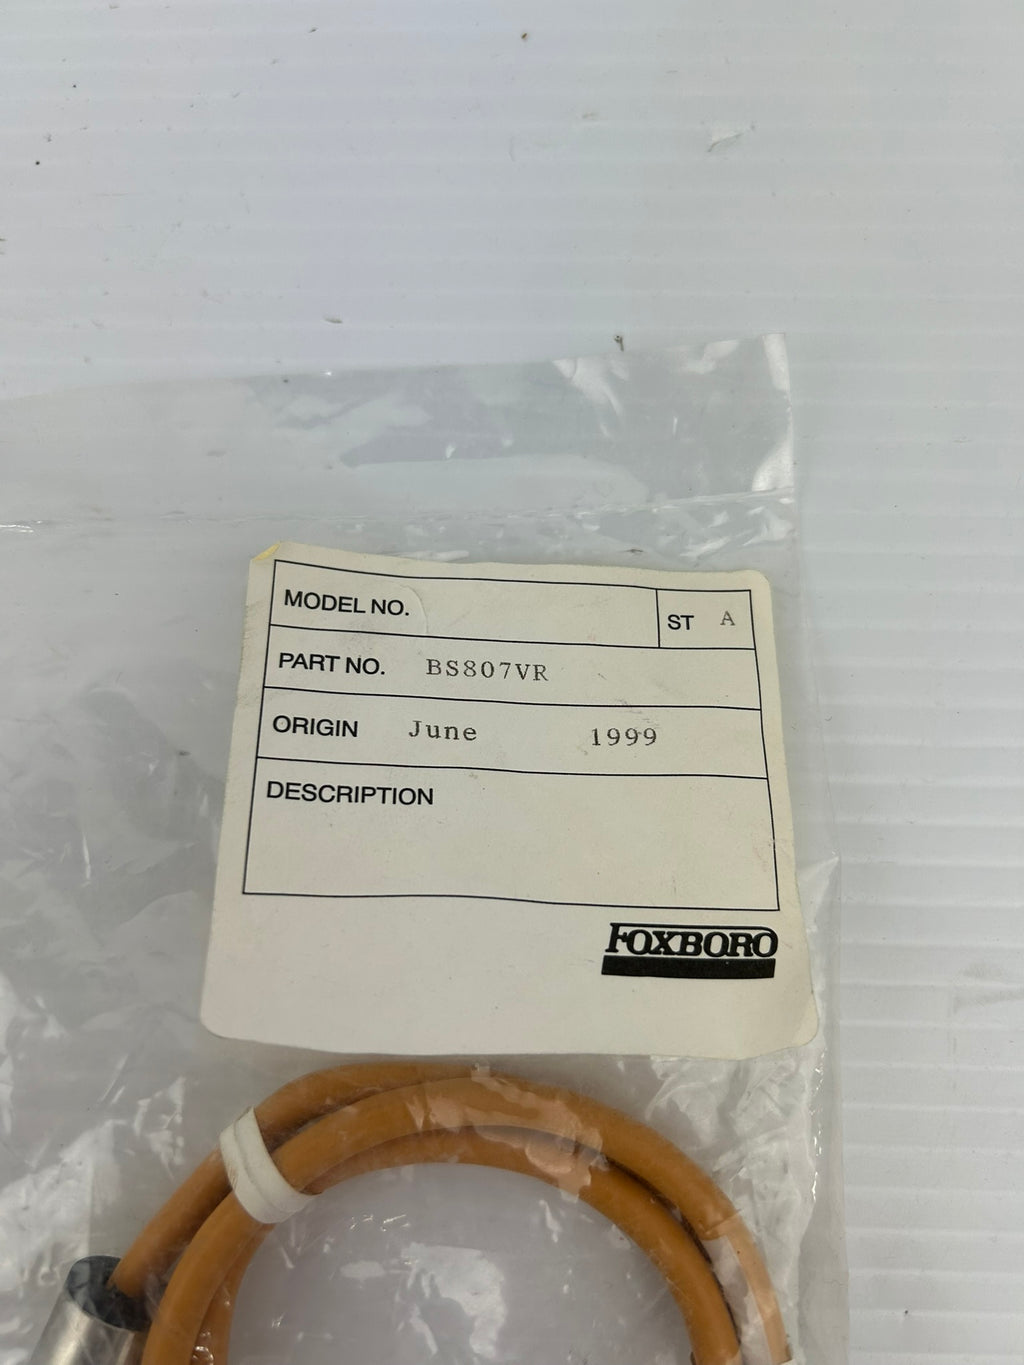 MODEL NO.
ST A
PART NO. BS807VR
ORIGIN June 1999
DESCRIPTION
FOXBORO